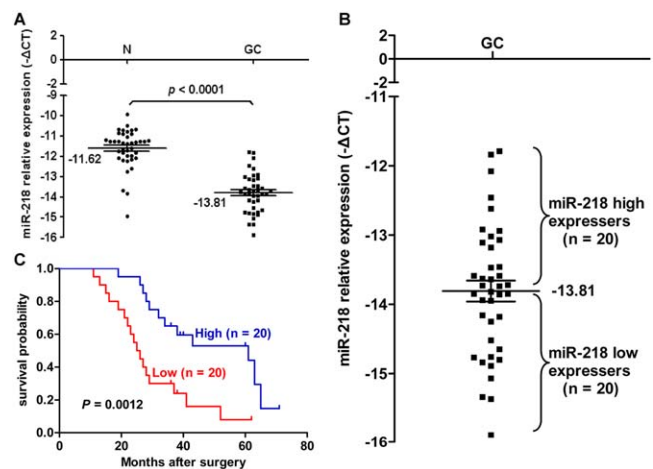 A
N
GC
2
0
-2
p < 0.0001
-9
-10
-11
-12
-13
-14
-15
-16
-11.62
-13.81
miR-218 relative expression (-ΔCT)
B
GC
2
0
-2
-11
-12
-13
-14
-15
-16
miR-218 relative expression (-ΔCT)
miR-218 high
expressers
(n = 20)
-13.81
miR-218 low
expressers
(n = 20)
C
1.0
0.8
0.6
0.4
0.2
0.0
survival probability
High (n = 20)
Low (n = 20)
P = 0.0012
0
20
40
60
80
Months after surgery